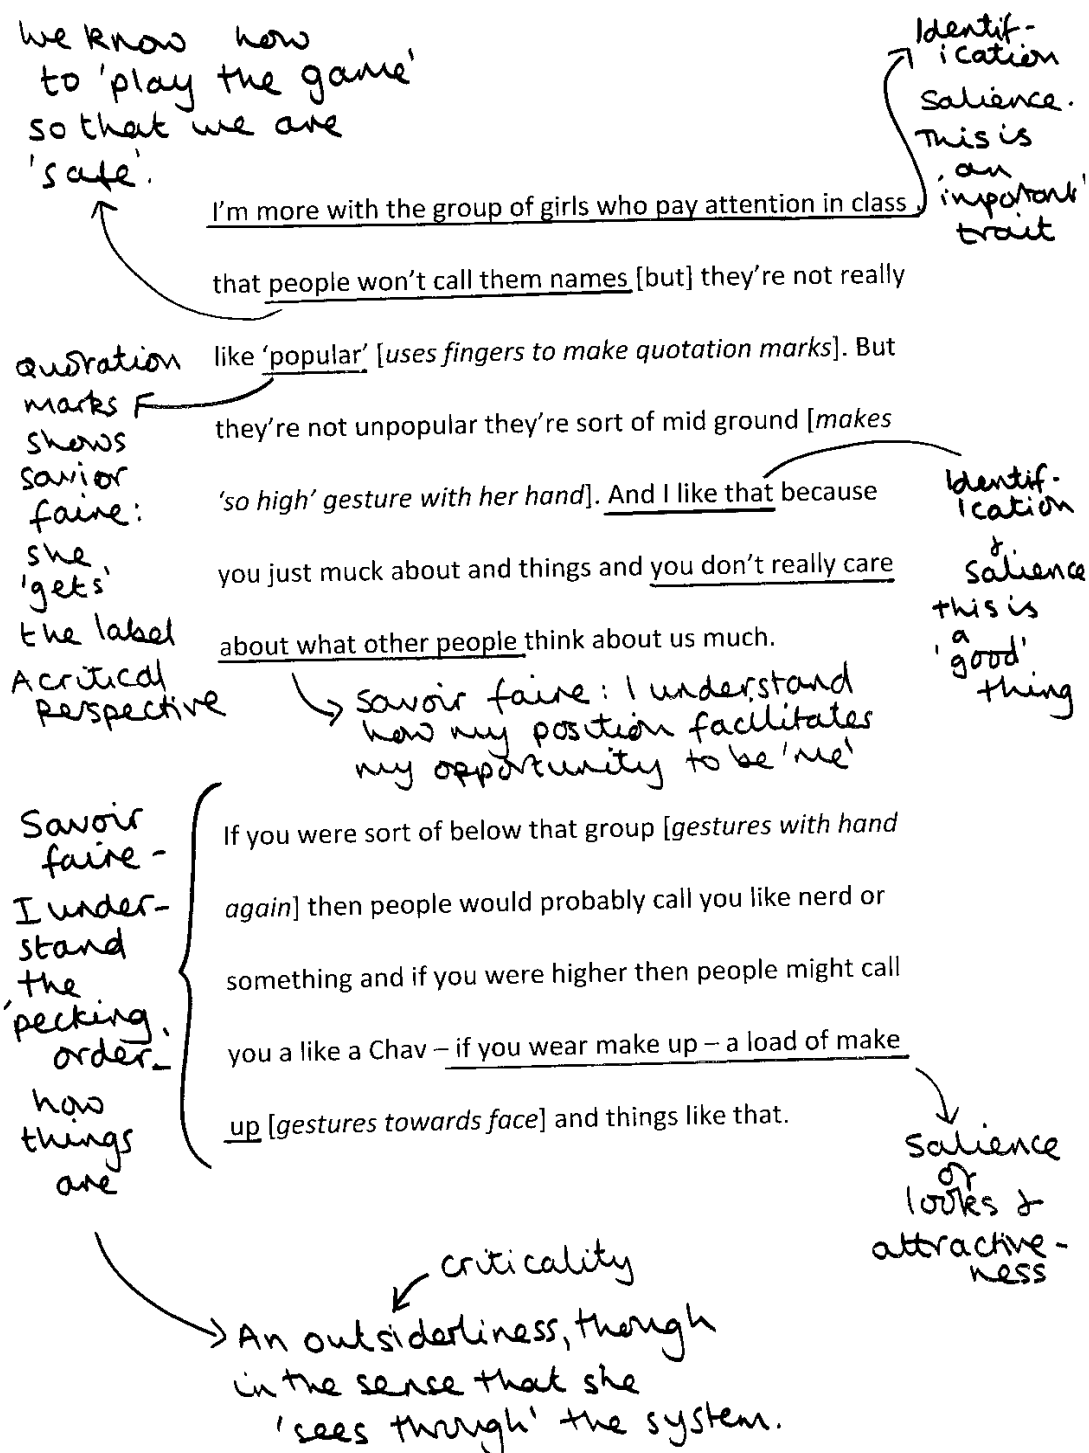 we know how
to 'play the game'
so that we are
'safe'.
Identif-
ication
salience.
This is
an
'important'
trait
I'm more with the group of girls who pay attention in class
that people won't call them names [but] they're not really
like 'popular' [uses fingers to make quotation marks]. But
they're not unpopular they're sort of mid ground [makes
'so high' gesture with her hand]. And I like that because
you just muck about and things and you don't really care
about what other people think about us much.
Quotation
marks
shows
savior
faire:
she
'gets'
the label
A critical
perspective
Identif-
ication
&
salience
this is
a
'good'
thing
savoir faire: I understand
how my position facilitates
my opportunity to be 'me'
Savoir
faire -
I under-
stand
the
'pecking
order' -
how
things
are
If you were sort of below that group [gestures with hand
again] then people would probably call you like nerd or
something and if you were higher then people might call
you a like a Chav – if you wear make up – a load of make
up [gestures towards face] and things like that.
Salience
of
looks &
attractive-
ness
criticality
An outsiderliness, though
in the sense that she
'sees through' the system.